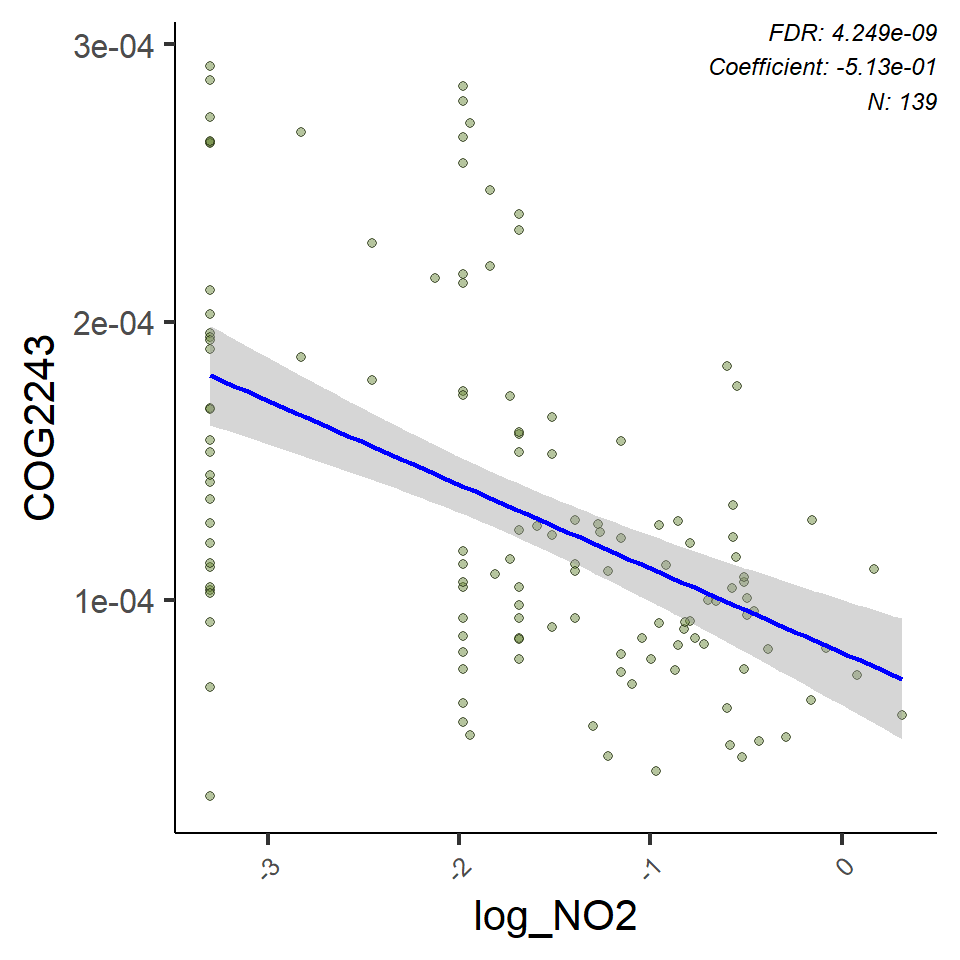 FDR: 4.249e-09
Coefficient: -5.13e-01
N: 139
3e-04
2e-04
1e-04
COG2243
-3
-2
-1
0
log_NO2